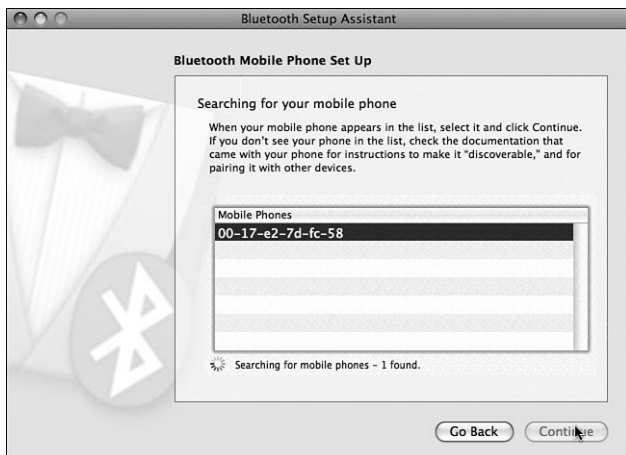 Bluetooth Setup Assistant
Bluetooth Mobile Phone Set Up
Searching for your mobile phone
When your mobile phone appears in the list, select it and click Continue.
If you don't see your phone in the list, check the documentation that
came with your phone for instructions to make it “discoverable,” and for
pairing it with other devices.
Mobile Phones
00-17-e2-7d-fc-58
Searching for mobile phones – 1 found.
Go Back
Continue